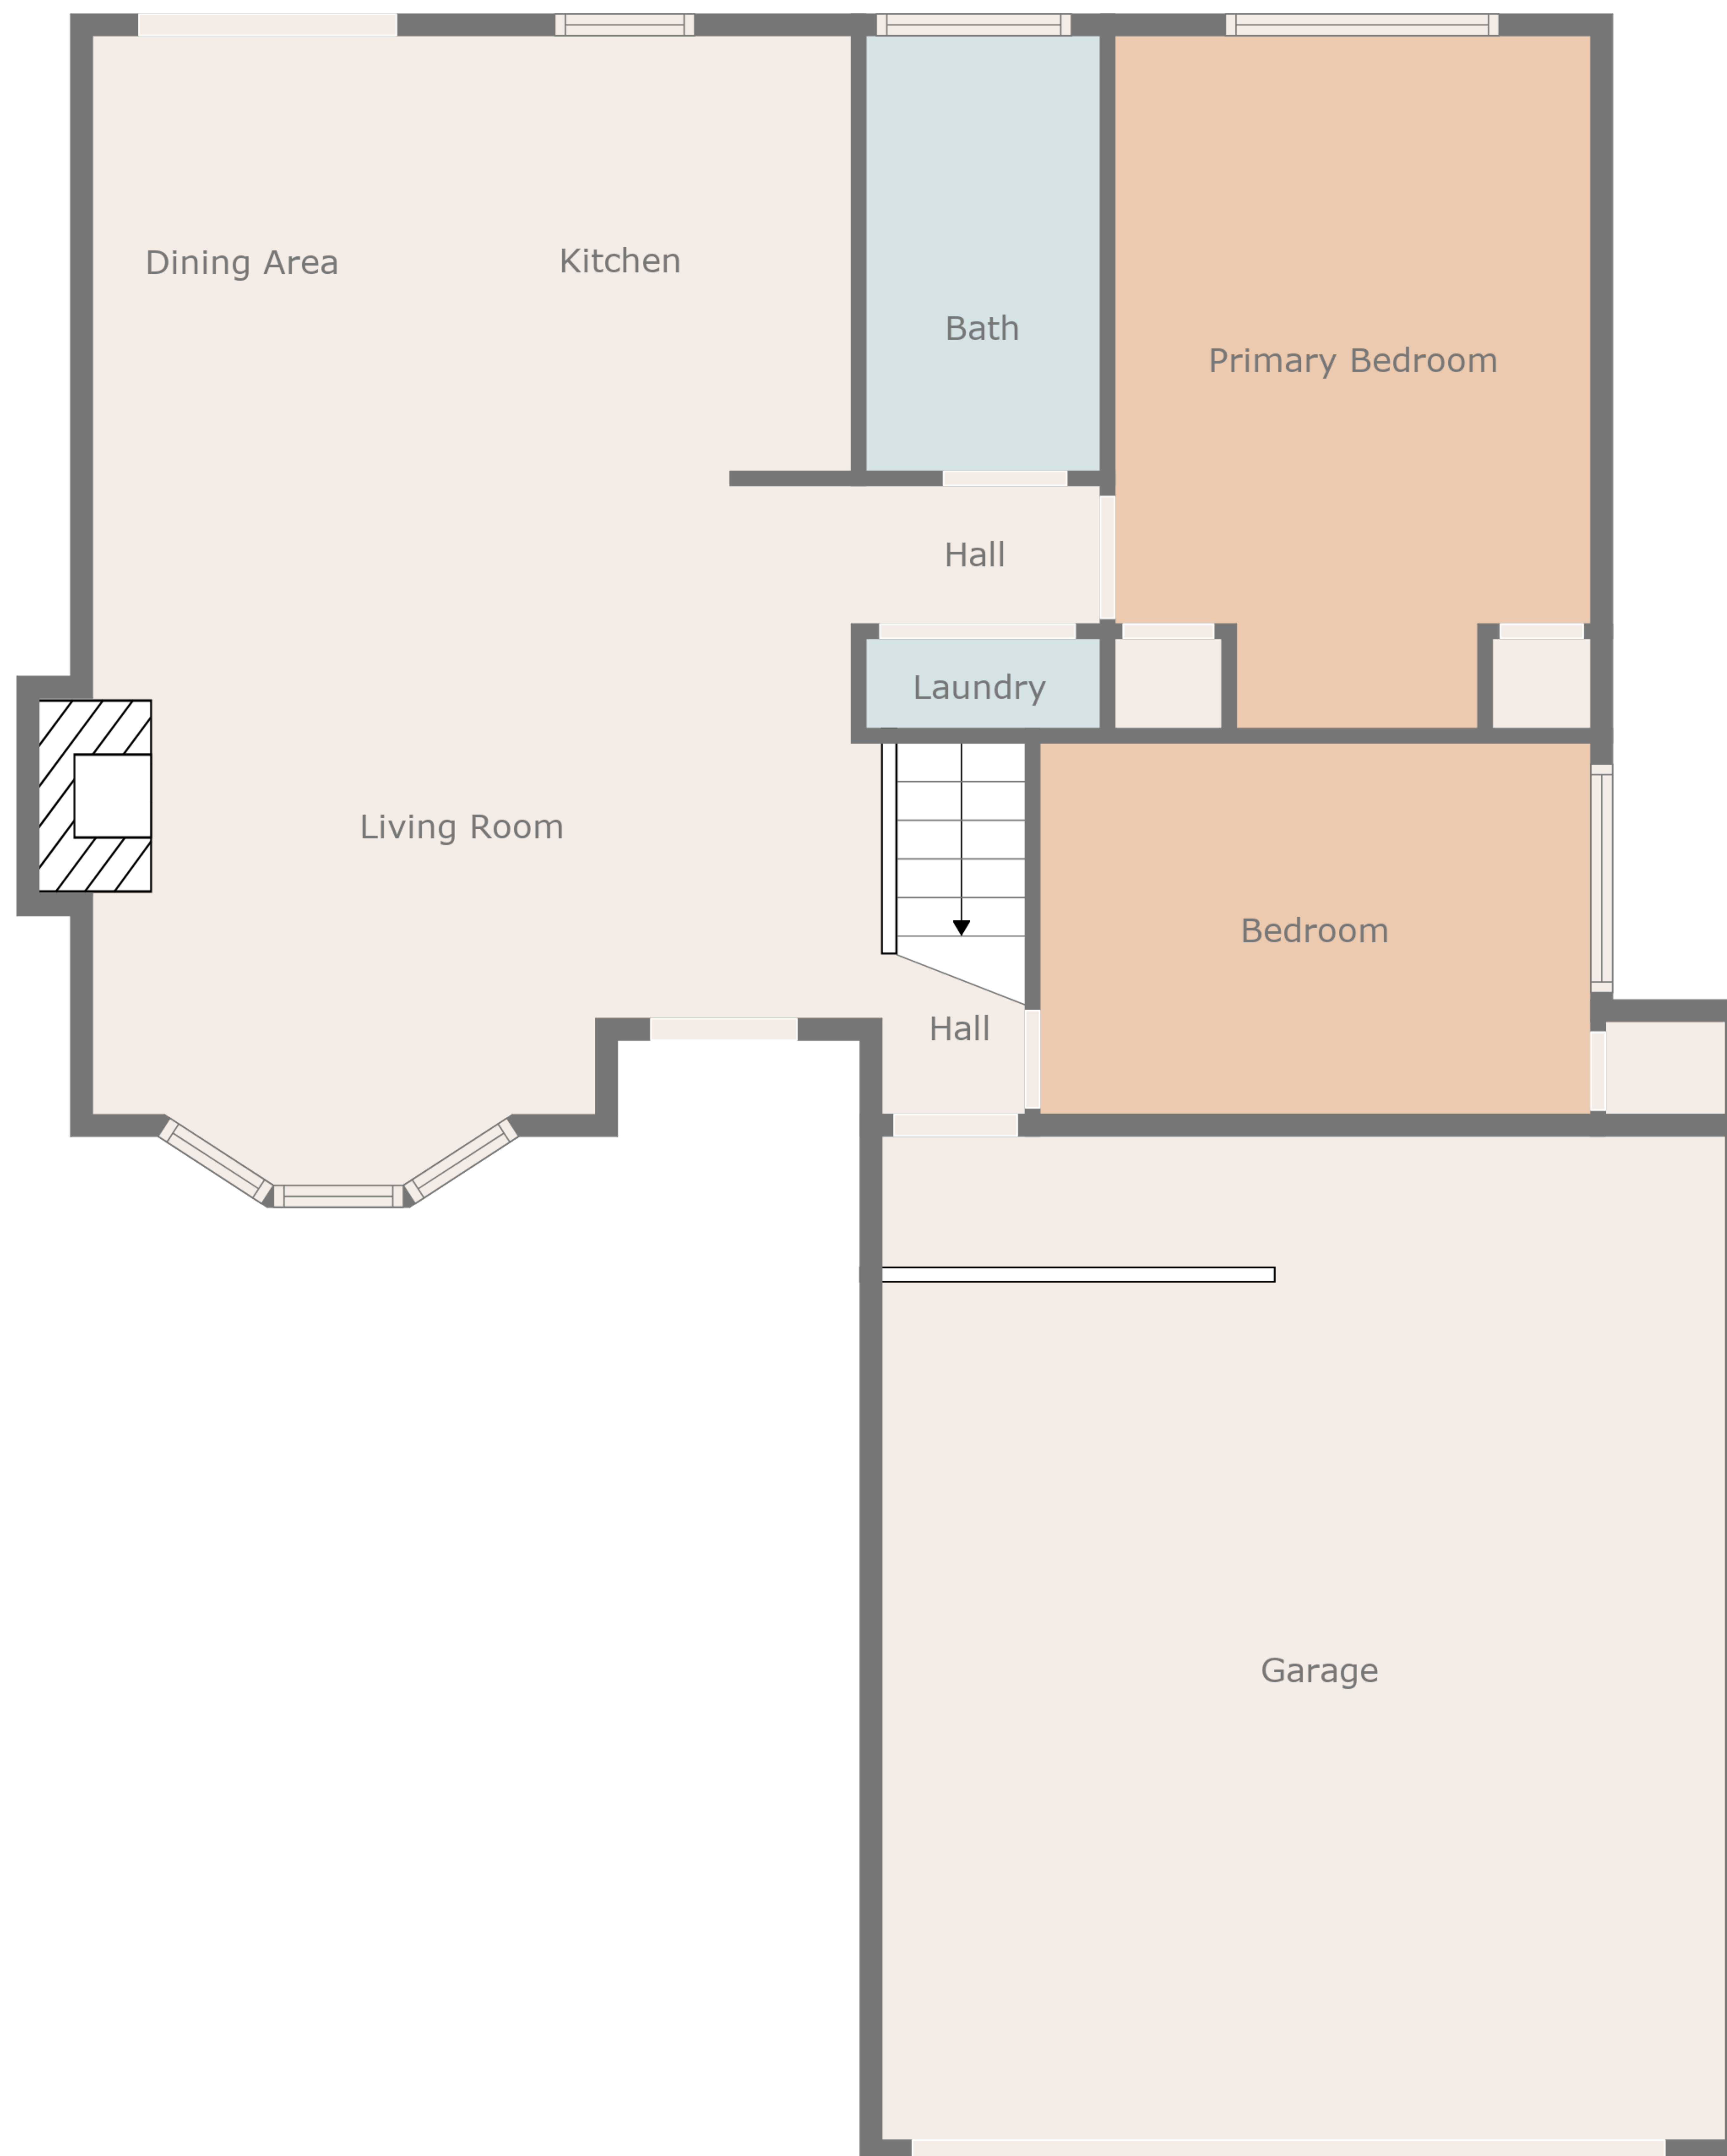 Dining Area
Kitchen
Bath
Primary Bedroom
Hall
Laundry
Living Room
Bedroom
Hall
Garage